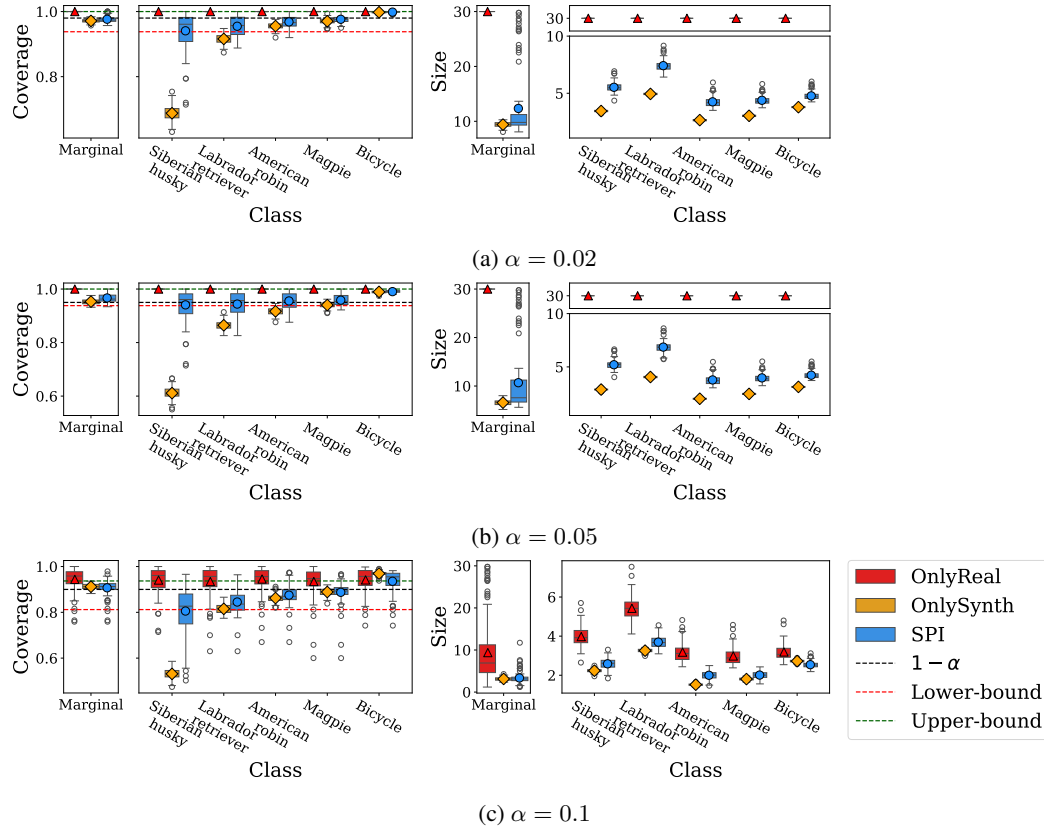 Coverage
1.0
0.8
Marginal
Siberian
husky
Labrador
retriever
American
robin
Magpie
Bicycle
Class
Size
30
20
10
Marginal
30
10
5
Siberian
husky
Labrador
retriever
American
robin
Magpie
Bicycle
Class
(a) α = 0.02
Coverage
1.0
0.8
0.6
Marginal
Siberian
husky
Labrador
retriever
American
robin
Magpie
Bicycle
Class
Size
30
20
10
Marginal
30
10
5
Siberian
husky
Labrador
retriever
American
robin
Magpie
Bicycle
Class
(b) α = 0.05
Coverage
1.0
0.8
0.6
Marginal
Siberian
husky
Labrador
retriever
American
robin
Magpie
Bicycle
Class
Size
30
20
10
0
Marginal
6
4
2
Siberian
husky
Labrador
retriever
American
robin
Magpie
Bicycle
Class
OnlyReal
OnlySynth
SPI
1−α
Lower-bound
Upper-bound
(c) α = 0.1